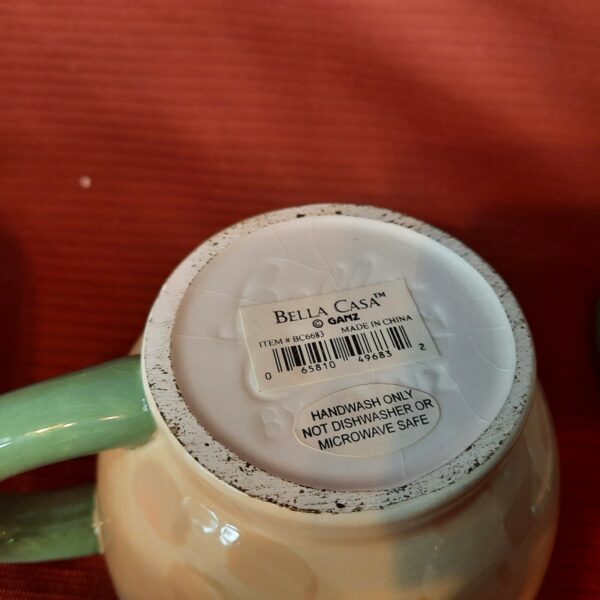 BELLA CASA™
© GANZ
ITEM # BC6683 MADE IN CHINA
0 65810 49683 2
HANDWASH ONLY
NOT DISHWASHER OR
MICROWAVE SAFE